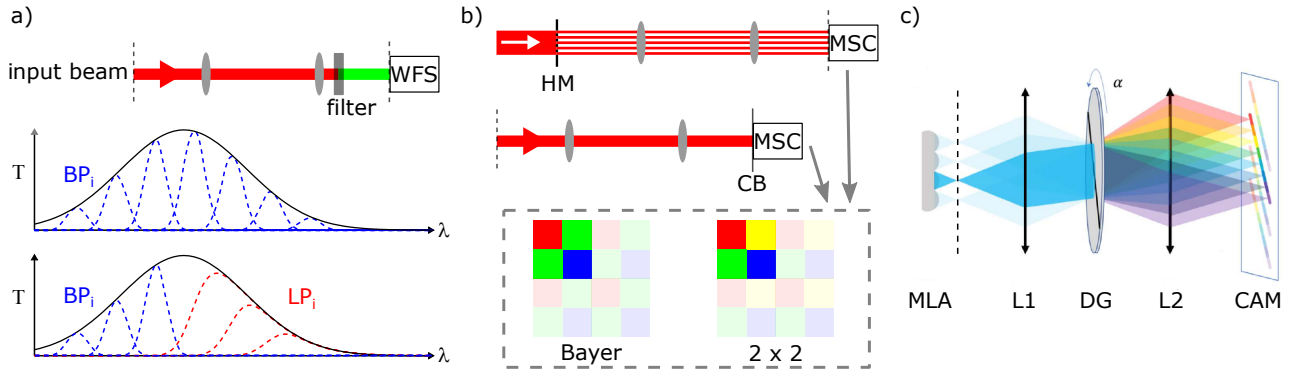 a)
input beam
WFS
filter
T
BPi
λ
T
BPi
LPi
λ
b)
MSC
HM
MSC
CB
Bayer
2 x 2
c)
α
MLA
L1
DG
L2
CAM